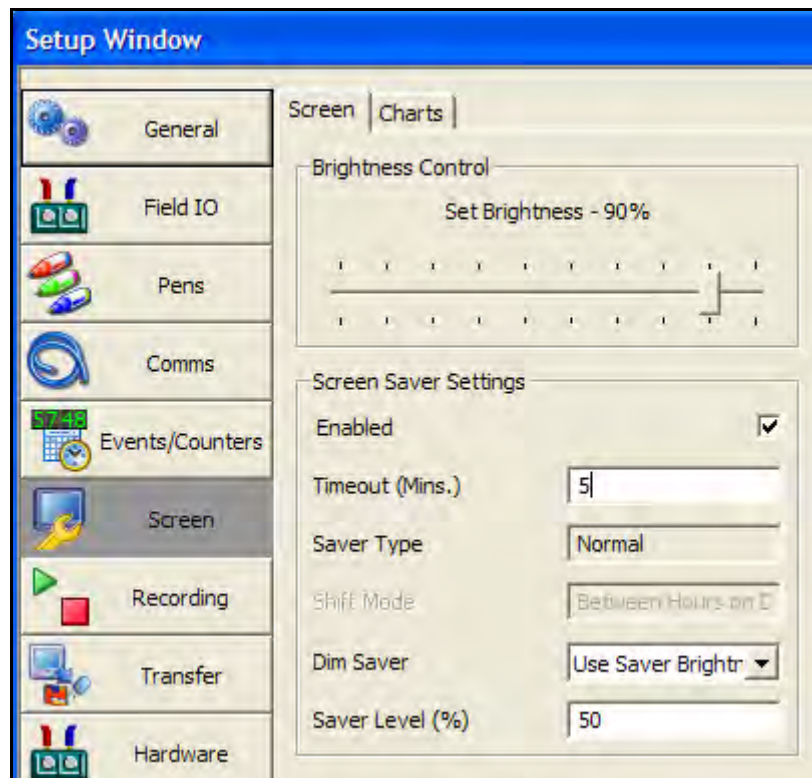 Setup Window
General
Field IO
Pens
Comms
57:48
Events/Counters
Screen
Recording
Transfer
Hardware
Screen
Charts
Brightness Control
Set Brightness - 90%
Screen Saver Settings
Enabled
Timeout (Mins.)
5
Saver Type
Normal
Shift Mode
Between Hours on D
Dim Saver
Use Saver Brightr
Saver Level (%)
50